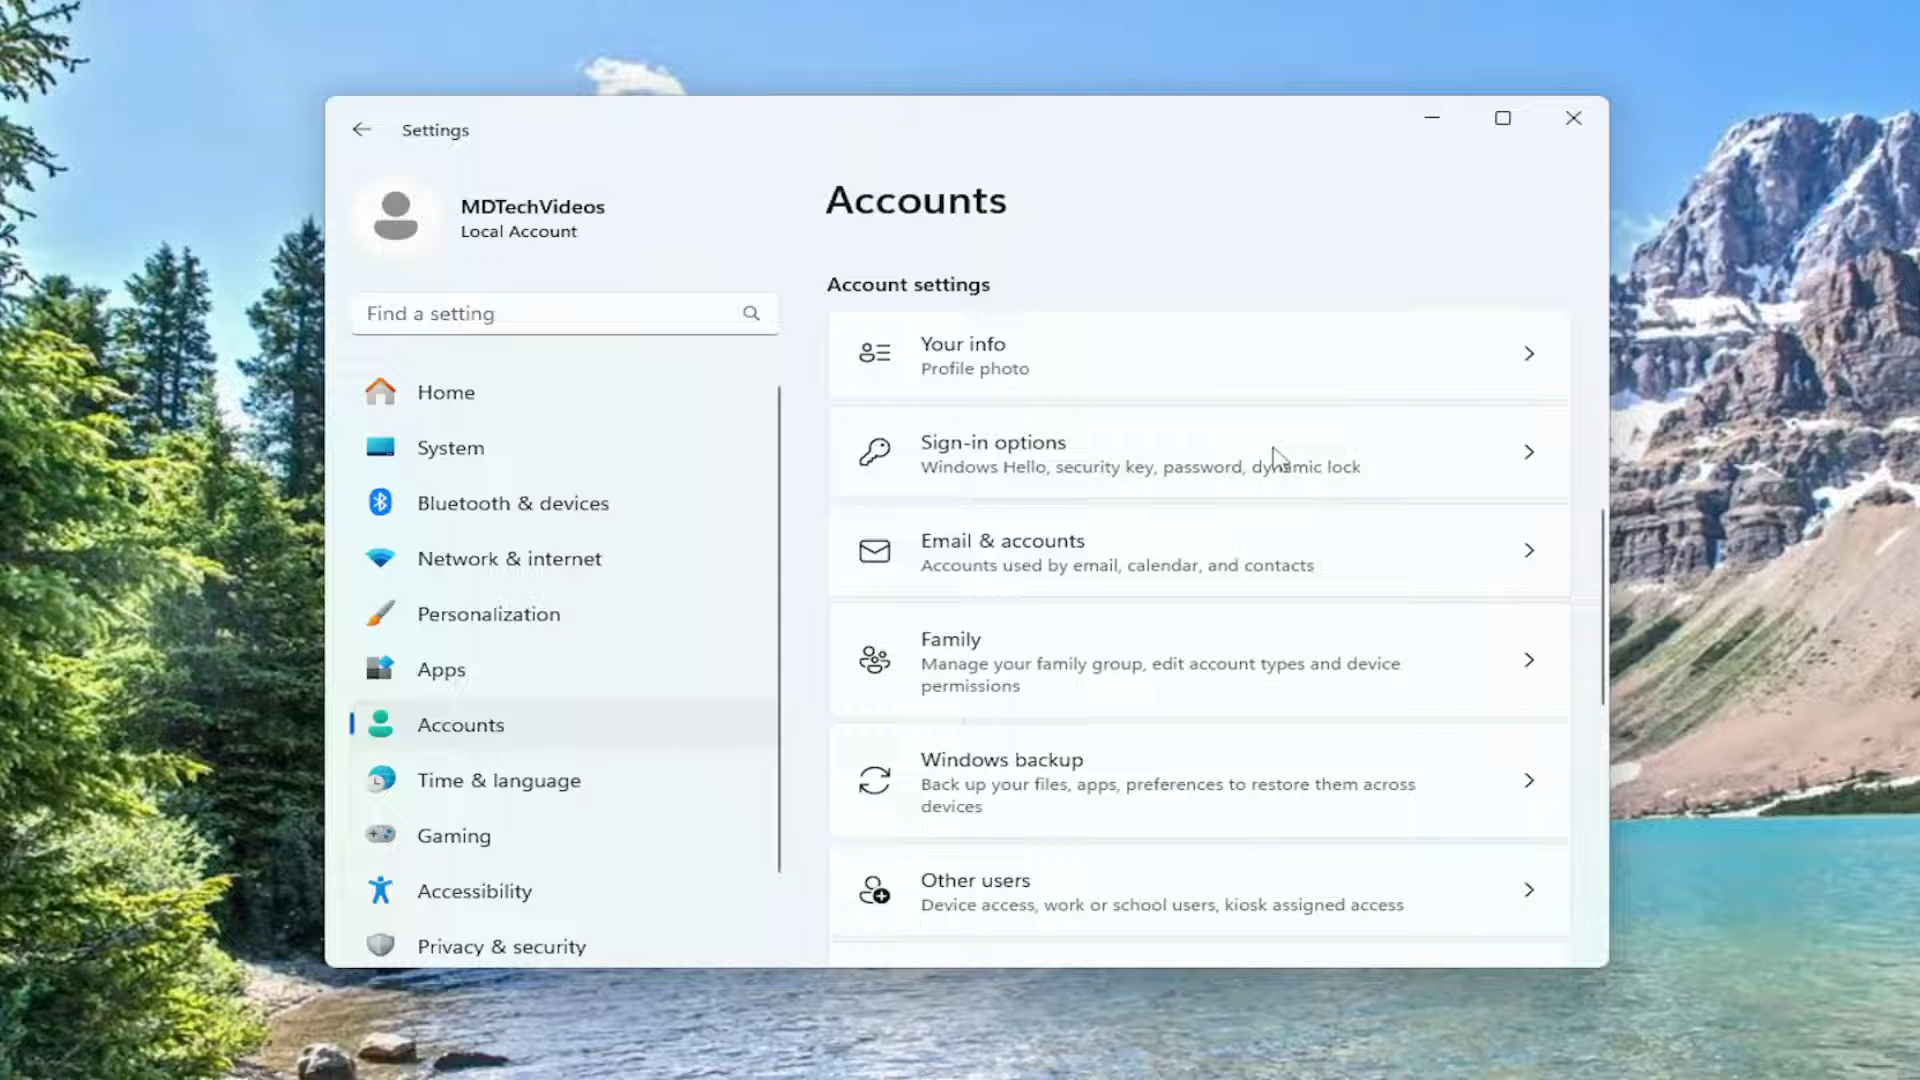 Settings
MDTechVideos
Local Account
Find a setting
Home
System
Bluetooth & devices
Network & internet
Personalization
Apps
Accounts
Time & language
Gaming
Accessibility
Privacy & security
Accounts
Account settings
Your info
Profile photo
Sign-in options
Windows Hello, security key, password, dynamic lock
Email & accounts
Accounts used by email, calendar, and contacts
Family
Manage your family group, edit account types and device
permissions
Windows backup
Back up your files, apps, preferences to restore them across
devices
Other users
Device access, work or school users, kiosk assigned access